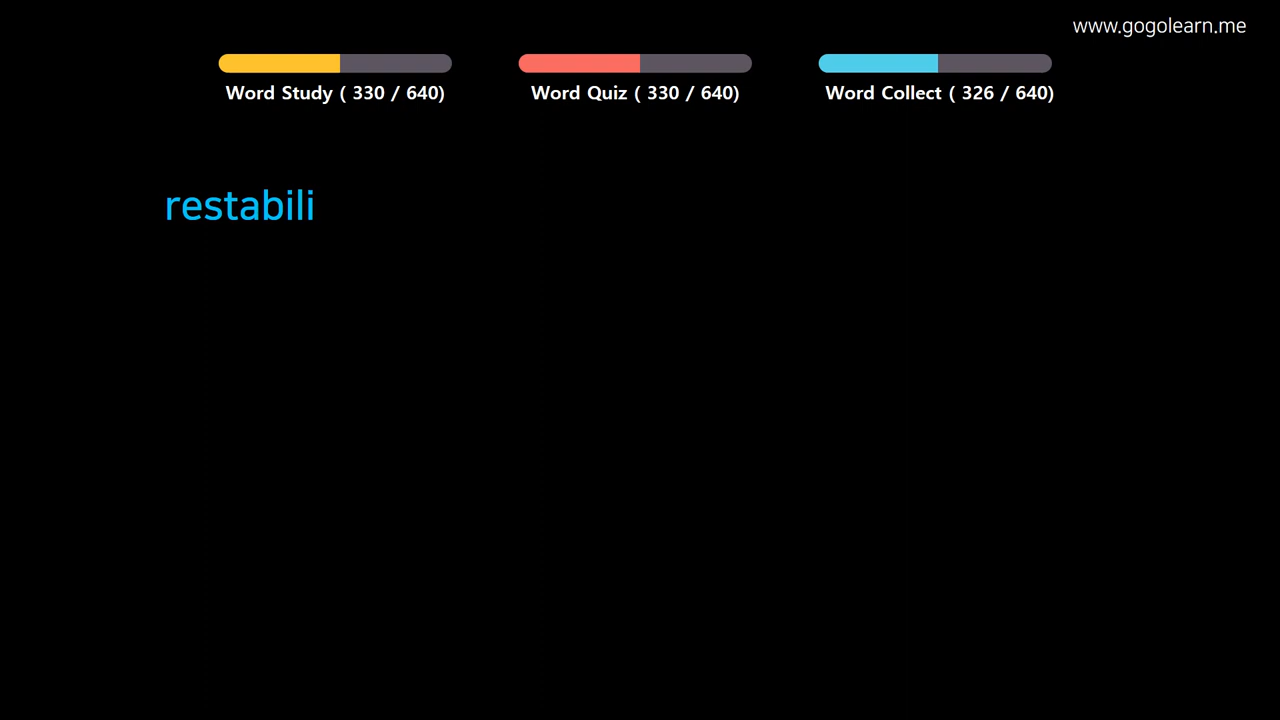 www.gogolearn.me
Word Study ( 330 / 640)
Word Quiz ( 330 / 640)
Word Collect ( 326 / 640)
restabili